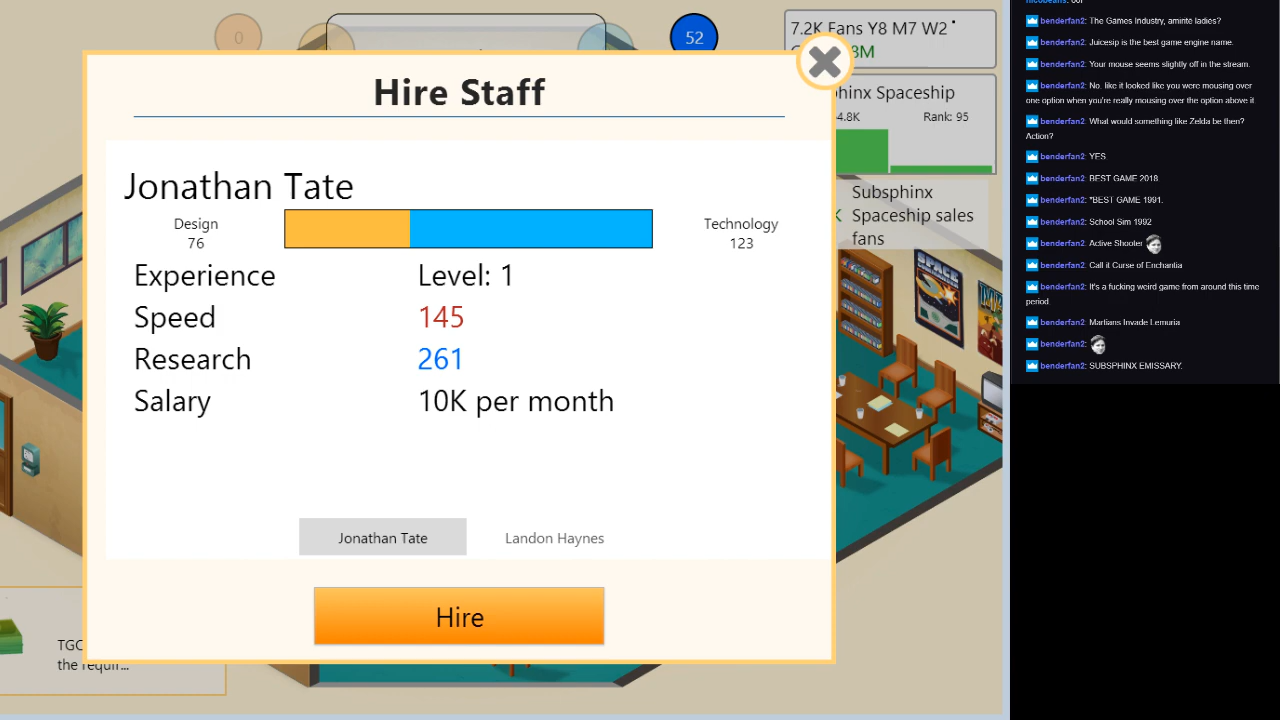 0
52
7.2K Fans Y8 M7 W2
3M
Hire Staff
hinx Spaceship
4.8K
Rank: 95
Subsphinx
K Spaceship sales
fans
Jonathan Tate
Design
76
Technology
123
Experience Level: 1
Speed 145
Research 261
Salary 10K per month
SPACE
Jonathan Tate
Landon Haynes
Hire
TGC
the requir...
benderfan2: The Games Industry, aminte ladies?
benderfan2: Juicesip is the best game engine name.
benderfan2: Your mouse seems slightly off in the stream.
benderfan2: No. like it looked like you were mousing over
one option when you're really mousing over the option above it.
benderfan2: What would something like Zelda be then?
Action?
benderfan2: YES.
benderfan2: BEST GAME 2018.
benderfan2: *BEST GAME 1991.
benderfan2: School Sim 1992
benderfan2: Active Shooter
benderfan2: Call it Curse of Enchantia
benderfan2: It's a fucking weird game from around this time
period.
benderfan2: Martians Invade Lemuria
benderfan2:
benderfan2: SUBSPHINX EMISSARY.